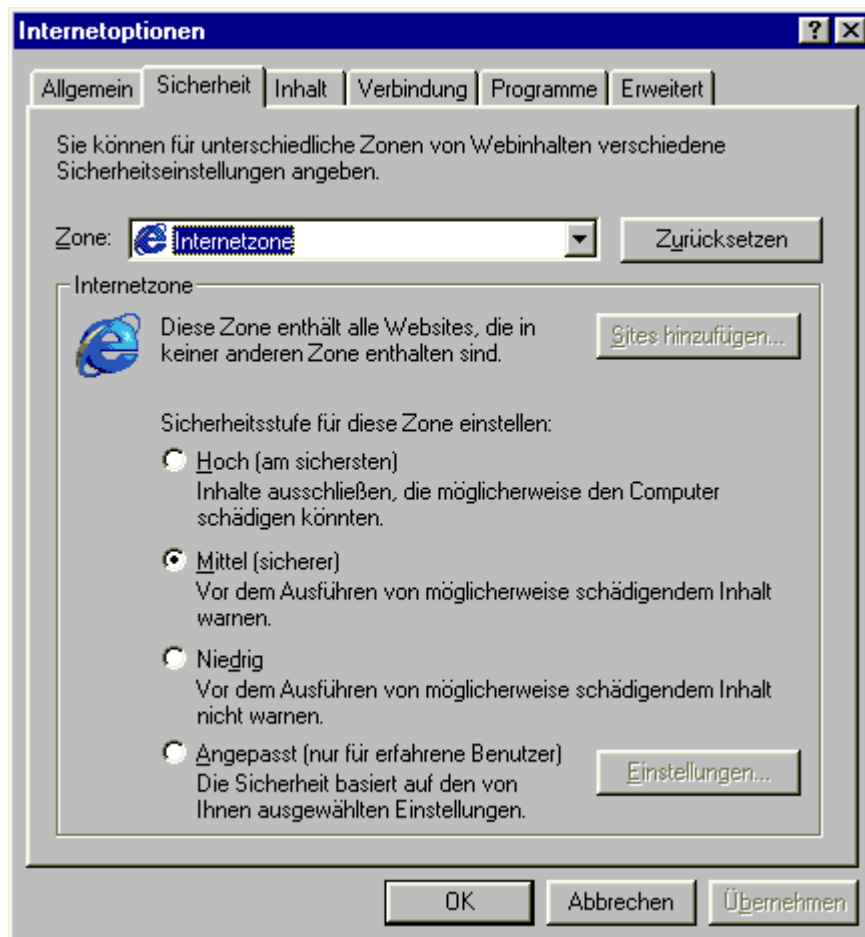 Internetoptionen
Allgemein Sicherheit Inhalt Verbindung Programme Erweitert
Sie können für unterschiedliche Zonen von Webinhalten verschiedene
Sicherheitseinstellungen angeben.
Zone: Internetzone Zurücksetzen
Internetzone
Diese Zone enthält alle Websites, die in
keiner anderen Zone enthalten sind.
Sites hinzufügen...
Sicherheitsstufe für diese Zone einstellen:
Hoch (am sichersten)
Inhalte ausschließen, die möglicherweise den Computer
schädigen könnten.
Mittel (sicherer)
Vor dem Ausführen von möglicherweise schädigendem Inhalt
warnen.
Niedrig
Vor dem Ausführen von möglicherweise schädigendem Inhalt
nicht warnen.
Angepasst (nur für erfahrene Benutzer)
Die Sicherheit basiert auf den von
Ihnen ausgewählten Einstellungen.
Einstellungen...
OK Abbrechen Übernehmen